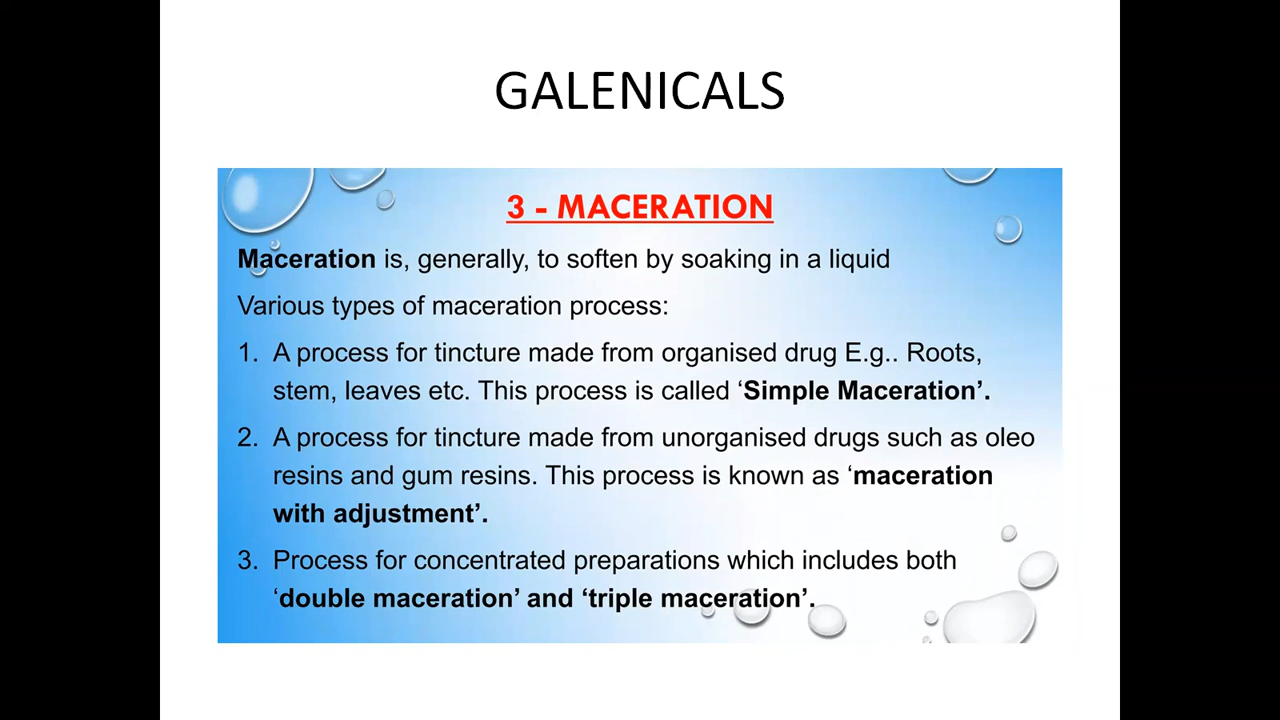 GALENICALS
3 - MACERATION
Maceration is, generally, to soften by soaking in a liquid
Various types of maceration process:
1. A process for tincture made from organised drug E.g.. Roots,
stem, leaves etc. This process is called ‘Simple Maceration’.
2. A process for tincture made from unorganised drugs such as oleo
resins and gum resins. This process is known as ‘maceration
with adjustment’.
3. Process for concentrated preparations which includes both
‘double maceration’ and ‘triple maceration’.